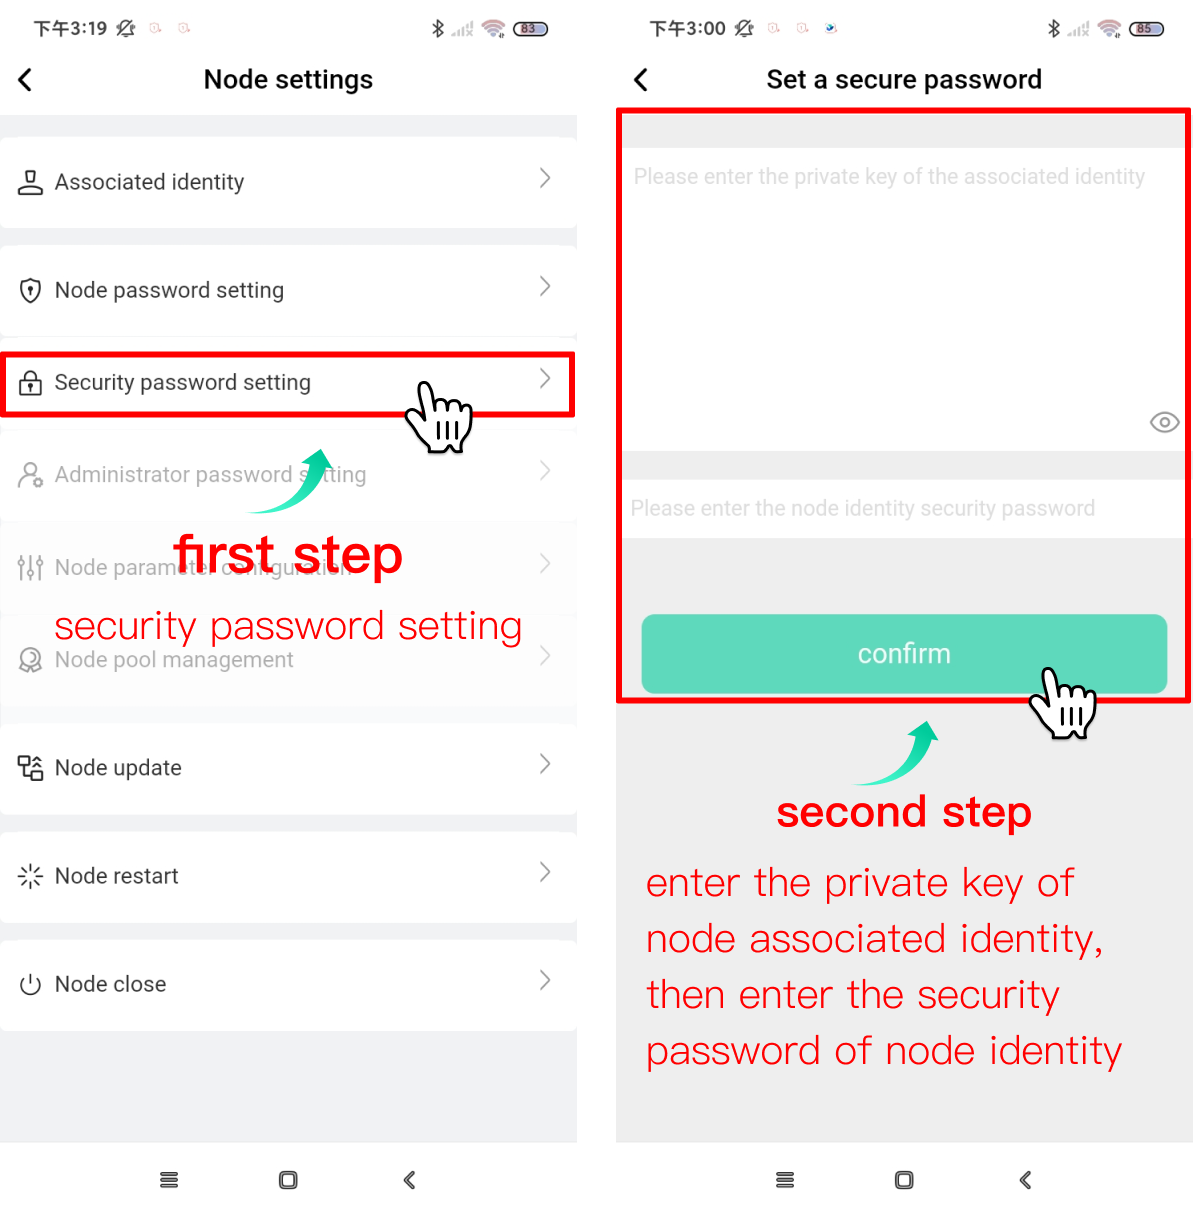 下午3:19
83
Node settings
Associated identity
Node password setting
Security password setting
Administrator password setting
first step
Node parameter configuration
security password setting
Node pool management
Node update
Node restart
Node close
下午3:00
85
Set a secure password
Please enter the private key of the associated identity
Please enter the node identity security password
confirm
second step
enter the private key of
node associated identity,
then enter the security
password of node identity